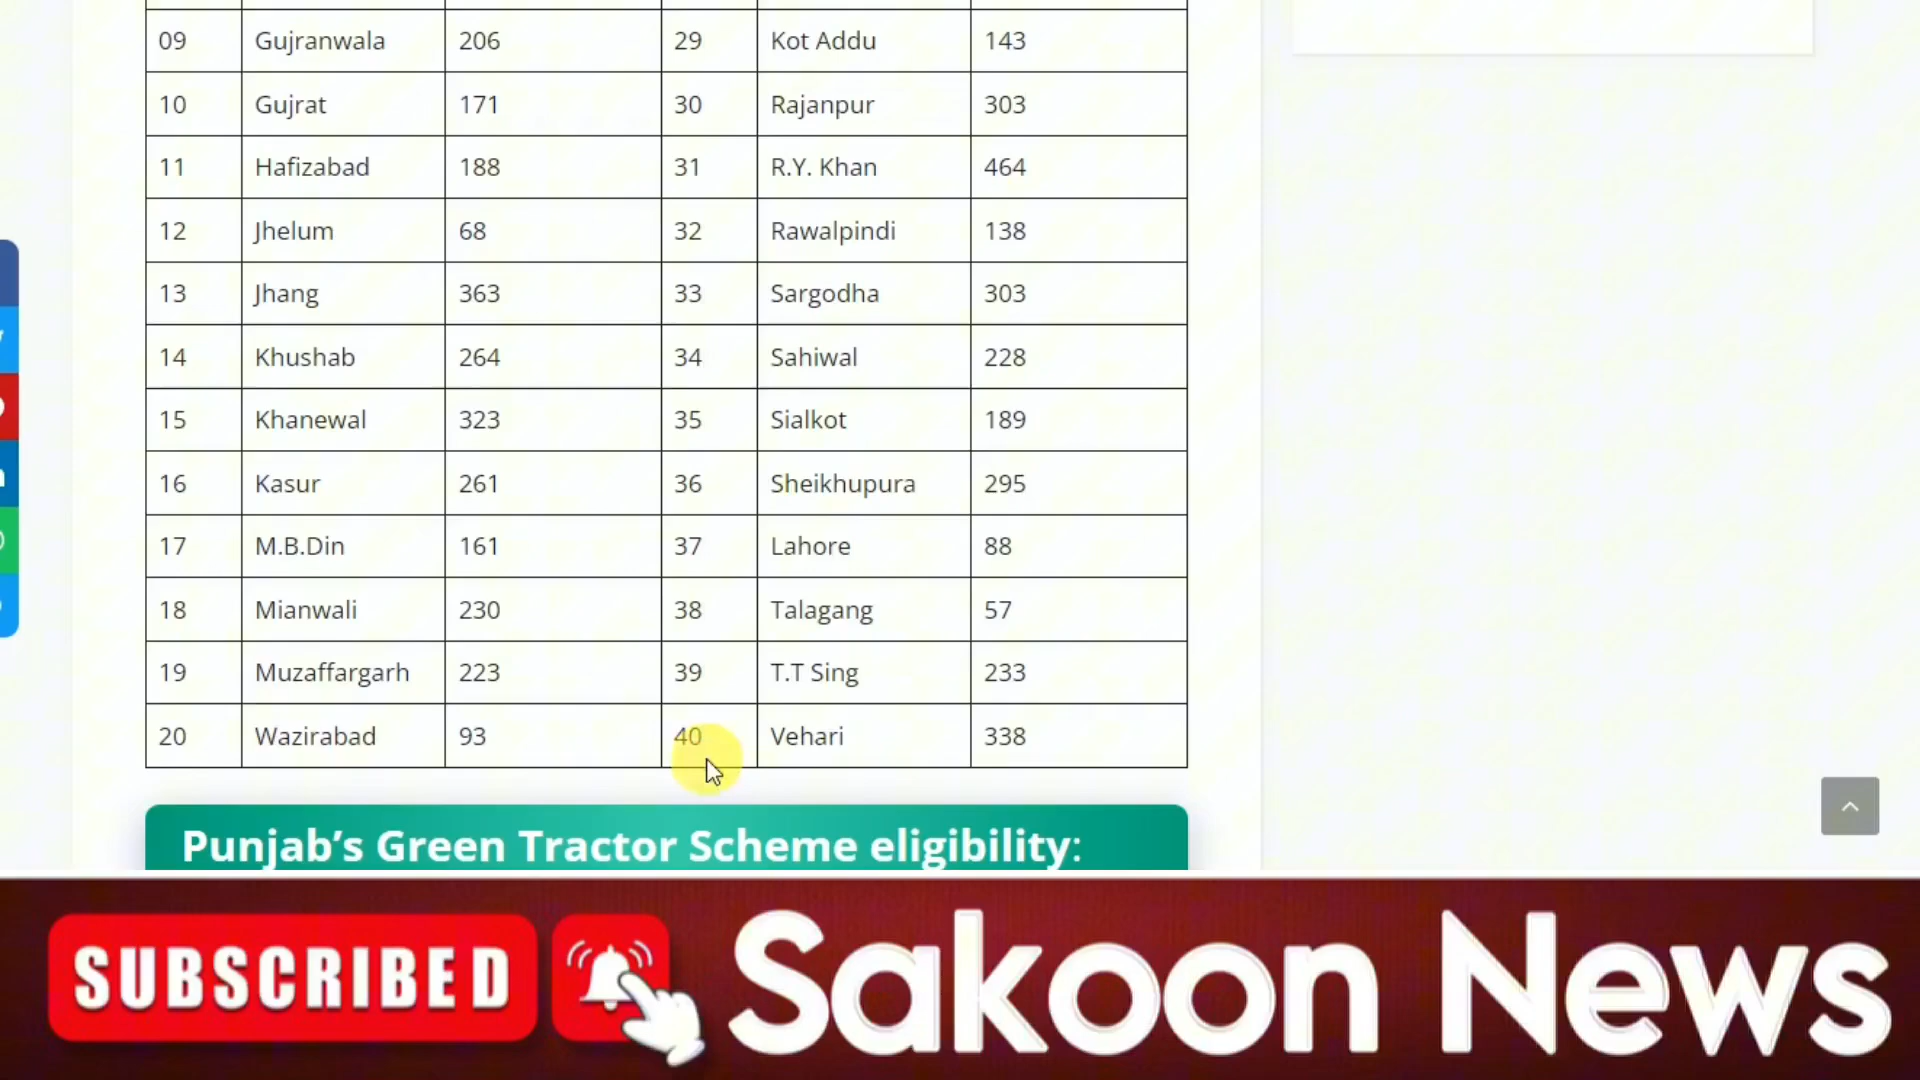 09 Gujranwala 206 29 Kot Addu 143
10 Gujrat 171 30 Rajanpur 303
11 Hafizabad 188 31 R.Y. Khan 464
12 Jhelum 68 32 Rawalpindi 138
13 Jhang 363 33 Sargodha 303
14 Khushab 264 34 Sahiwal 228
15 Khanewal 323 35 Sialkot 189
16 Kasur 261 36 Sheikhupura 295
17 M.B.Din 161 37 Lahore 88
18 Mianwali 230 38 Talagang 57
19 Muzaffargarh 223 39 T.T Sing 233
20 Wazirabad 93 40 Vehari 338
Punjab’s Green Tractor Scheme eligibility:
SUBSCRIBED Sakoon News